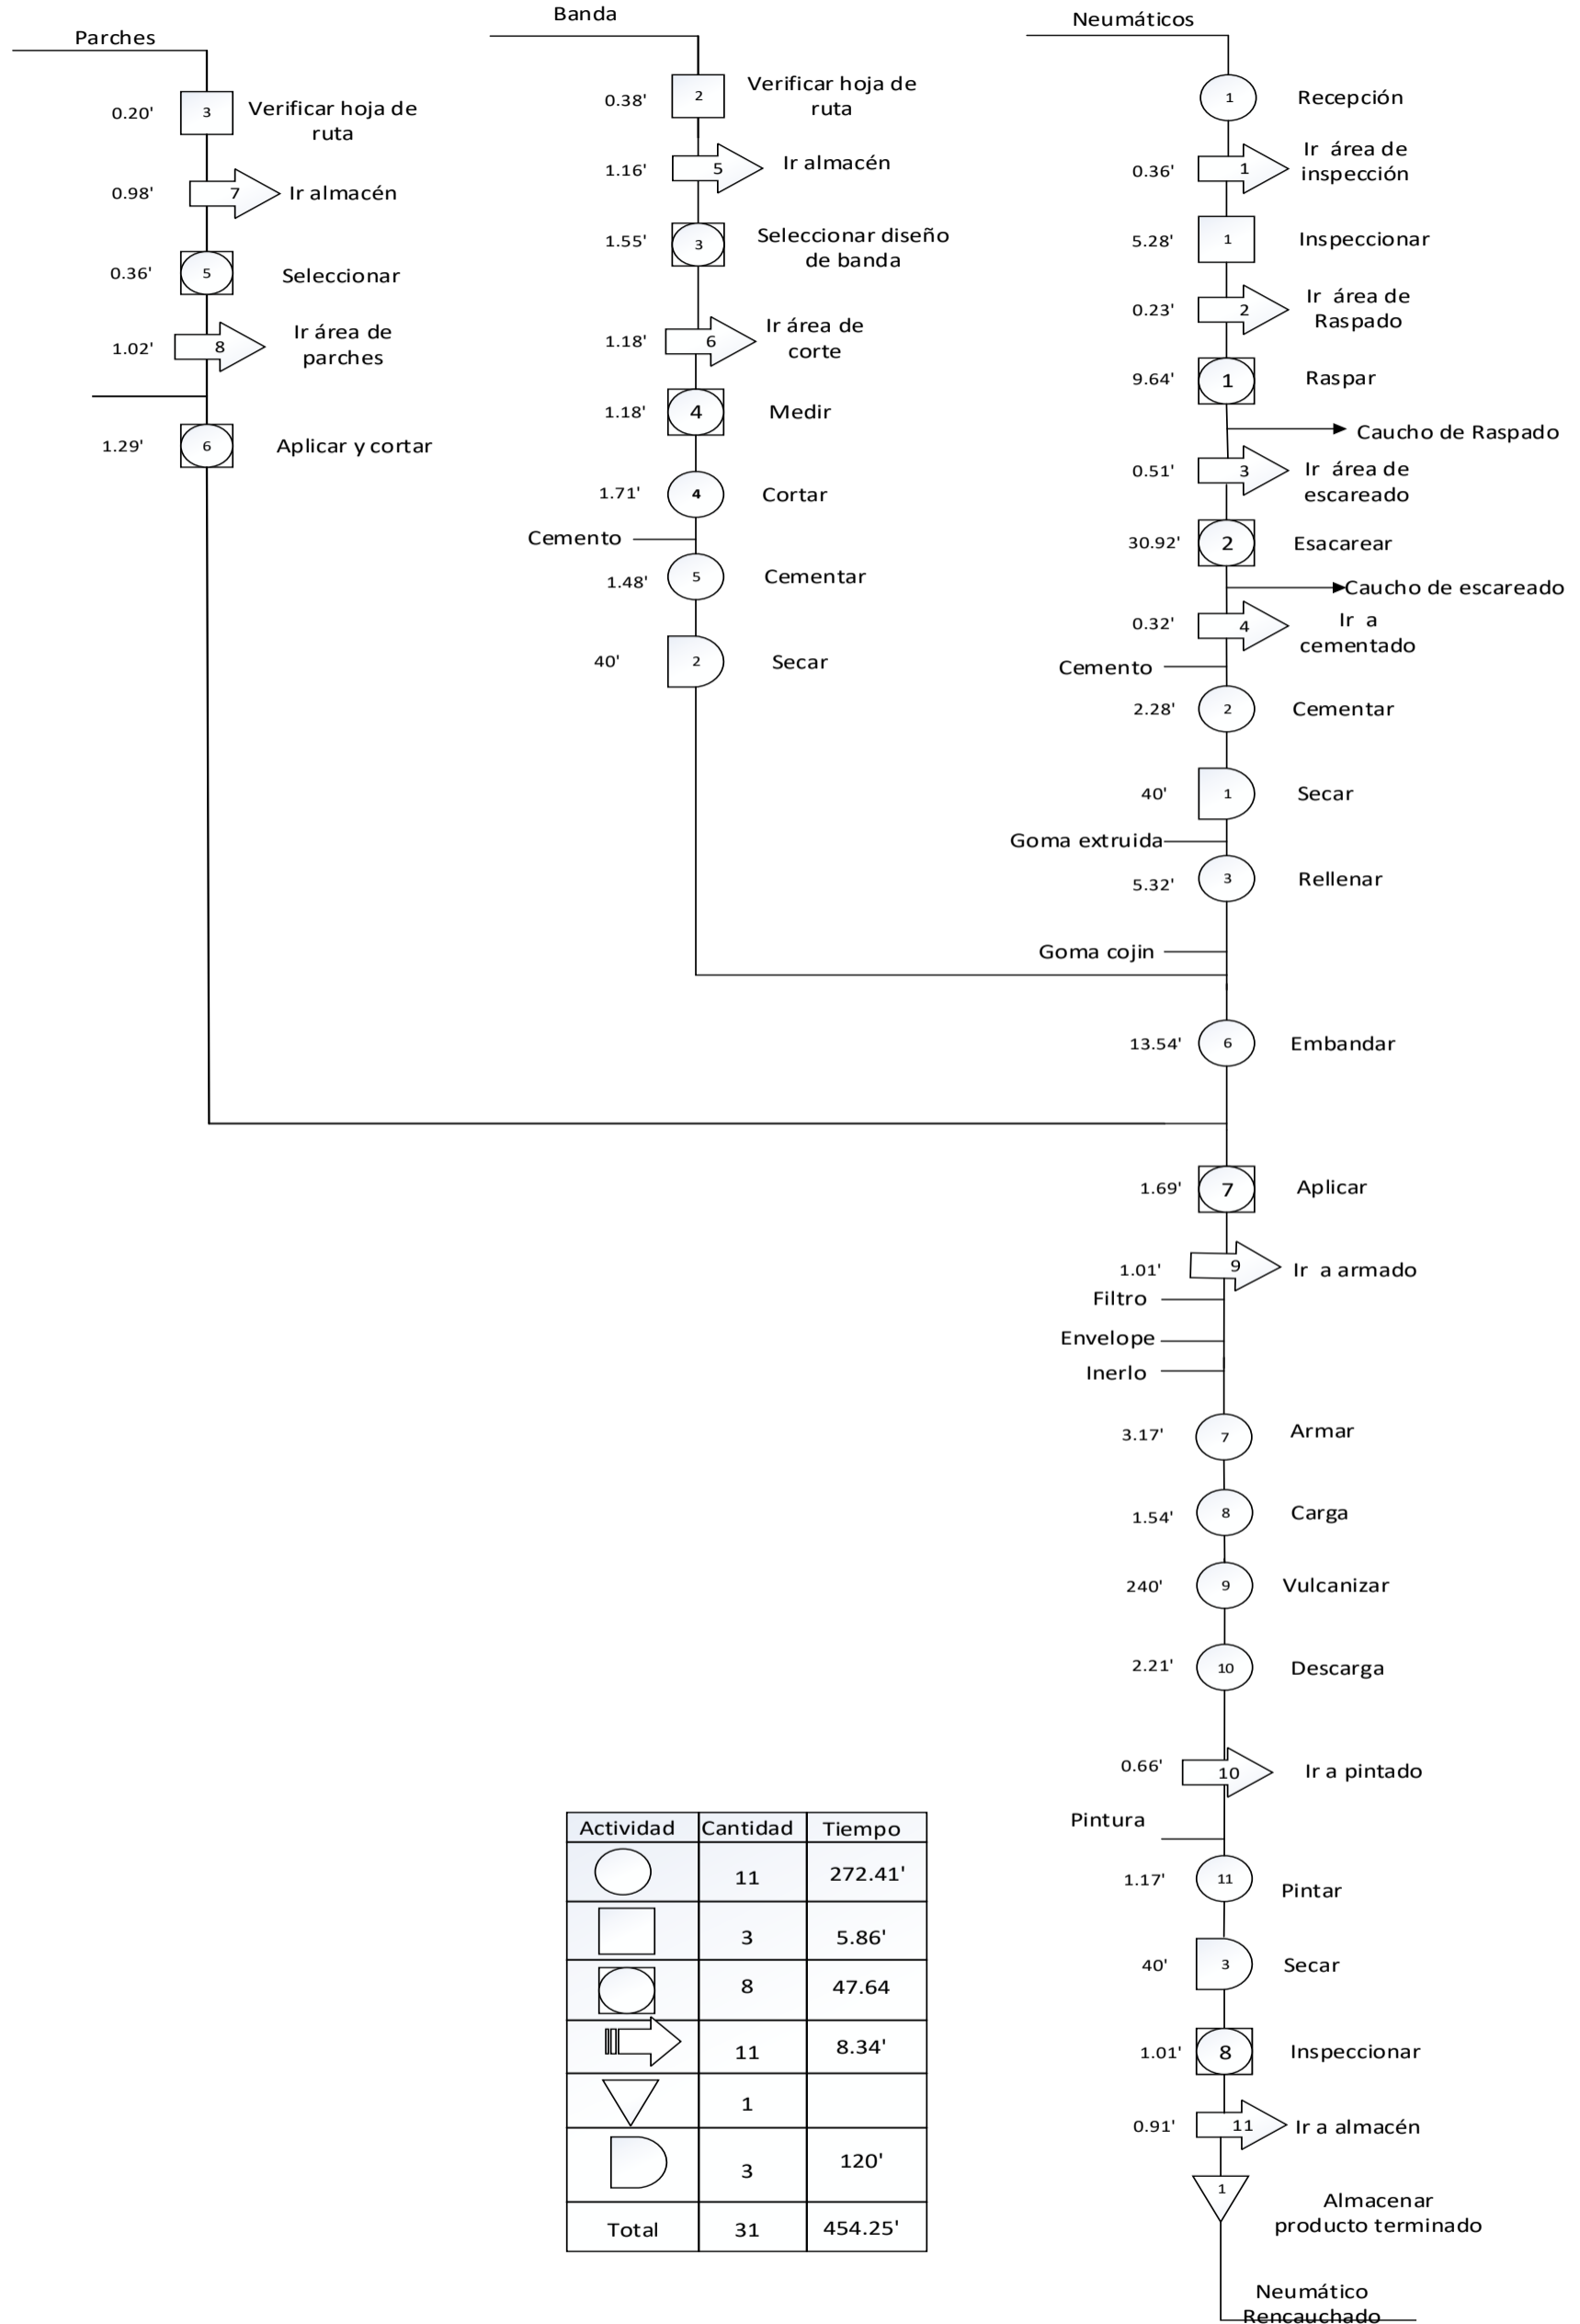 Parches
0.20'
3
Verificar hoja de
ruta
0.98'
7
Ir almacén
0.36'
5
Seleccionar
1.02'
8
Ir área de
parches
1.29'
6
Aplicar y cortar
Banda
0.38'
2
Verificar hoja de
ruta
1.16'
5
Ir almacén
1.55'
3
Seleccionar diseño
de banda
1.18'
6
Ir área de
corte
1.18'
4
Medir
1.71'
4
Cortar
Cemento
1.48'
5
Cementar
40'
2
Secar
Neumáticos
1
Recepción
0.36'
1
Ir área de
inspección
5.28'
1
Inspeccionar
0.23'
2
Ir área de
Raspado
9.64'
1
Raspar
Caucho de Raspado
0.51'
3
Ir área de
escareado
30.92'
2
Esacarear
Caucho de escareado
0.32'
4
Ir a
cementado
Cemento
2.28'
2
Cementar
40'
1
Secar
Goma extruida
5.32'
3
Rellenar
Goma cojin
13.54'
6
Embandar
1.69'
7
Aplicar
1.01'
9
Ir a armado
Filtro
Envelope
Inerlo
3.17'
7
Armar
1.54'
8
Carga
240'
9
Vulcanizar
2.21'
10
Descarga
0.66'
10
Ir a pintado
Pintura
1.17'
11
Pintar
40'
3
Secar
1.01'
8
Inspeccionar
0.91'
11
Ir a almacén
1
Almacenar
producto terminado
Neumático
Rencauchado
Actividad Cantidad Tiempo
11 272.41'
3 5.86'
8 47.64
11 8.34'
1
3 120'
Total 31 454.25'